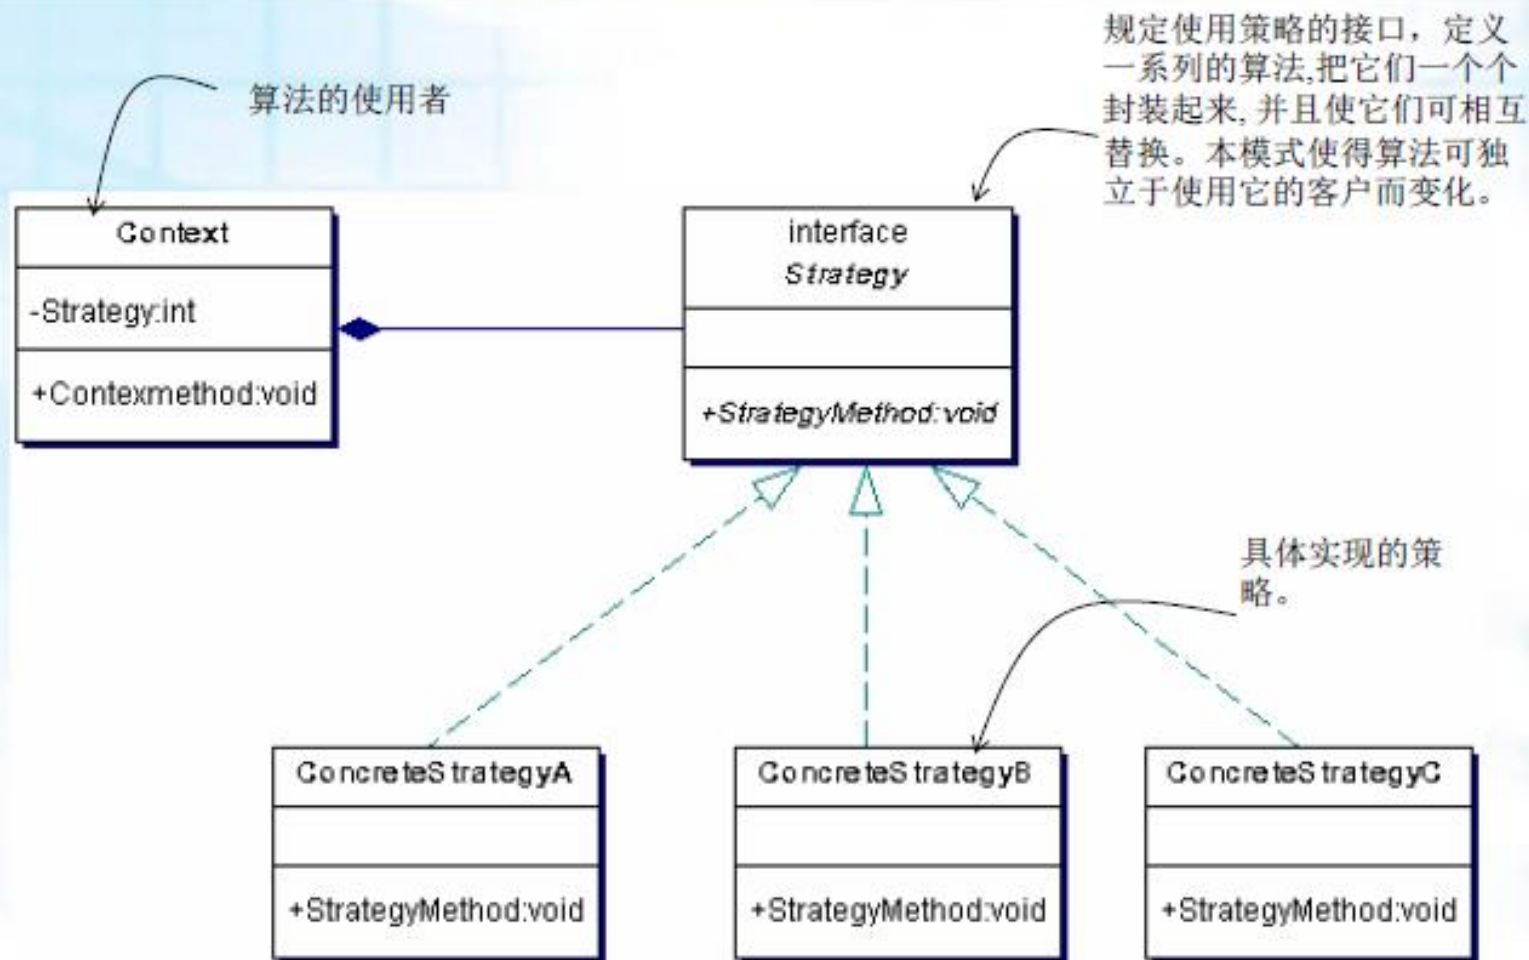 规定使用策略的接口，定义
一系列的算法,把它们一个个
封装起来, 并且使它们可相互
替换。本模式使得算法可独
立于使用它的客户而变化。
算法的使用者
Context
-Strategy:int
+Contexmethod:void
interface
Strategy
+StrategyMethod:void
具体实现的策
略。
ConcreteStrategyA
+StrategyMethod:void
ConcreteStrategyB
+StrategyMethod:void
ConcreteStrategyC
+StrategyMethod:void